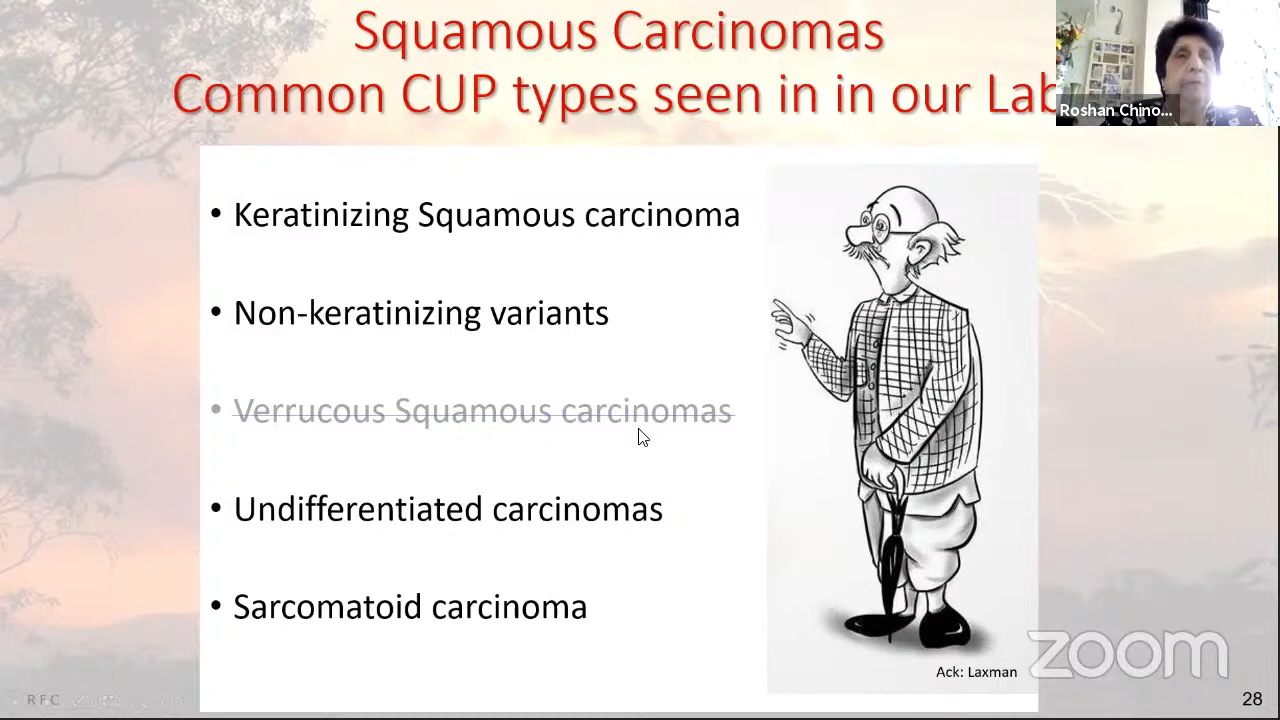 Squamous Carcinomas
Common CUP types seen in in our Lab
Roshan Chino...
• Keratinizing Squamous carcinoma
• Non-keratinizing variants
• Verrucous Squamous carcinomas
• Undifferentiated carcinomas
• Sarcomatoid carcinoma
Ack: Laxman
zoom
RFC
28